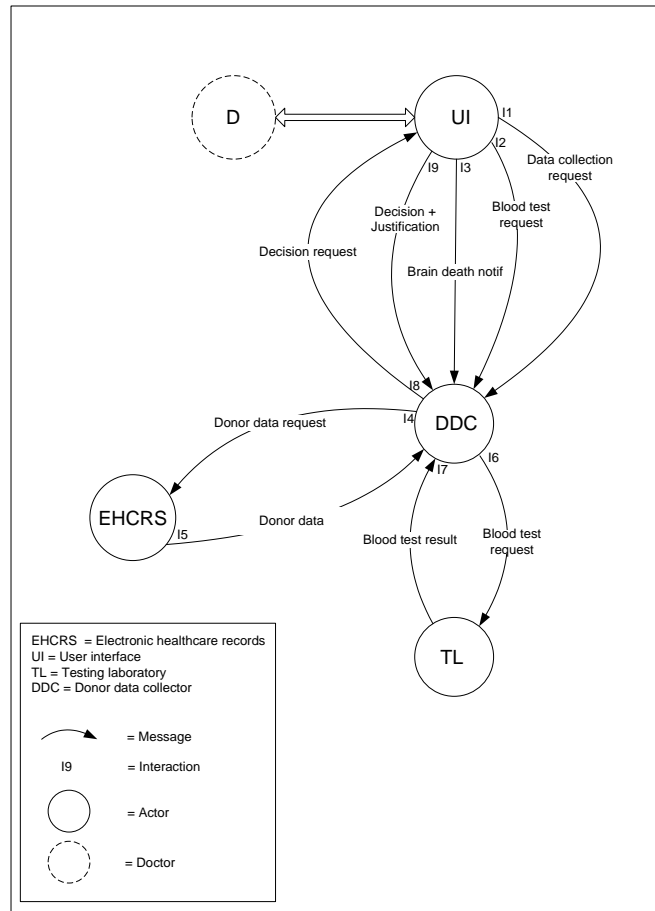 D
UI
I1
I2
I9
I3
Data collection
request
Blood test
request
Decision +
Justification
Decision request
Brain death notif
I8
I4
DDC
I6
I7
Donor data request
EHCRS
I5
Donor data
Blood test result
Blood test
request
TL
EHCRS = Electronic healthcare records
UI = User interface
TL = Testing laboratory
DDC = Donor data collector
= Message
I9
= Interaction
= Actor
= Doctor